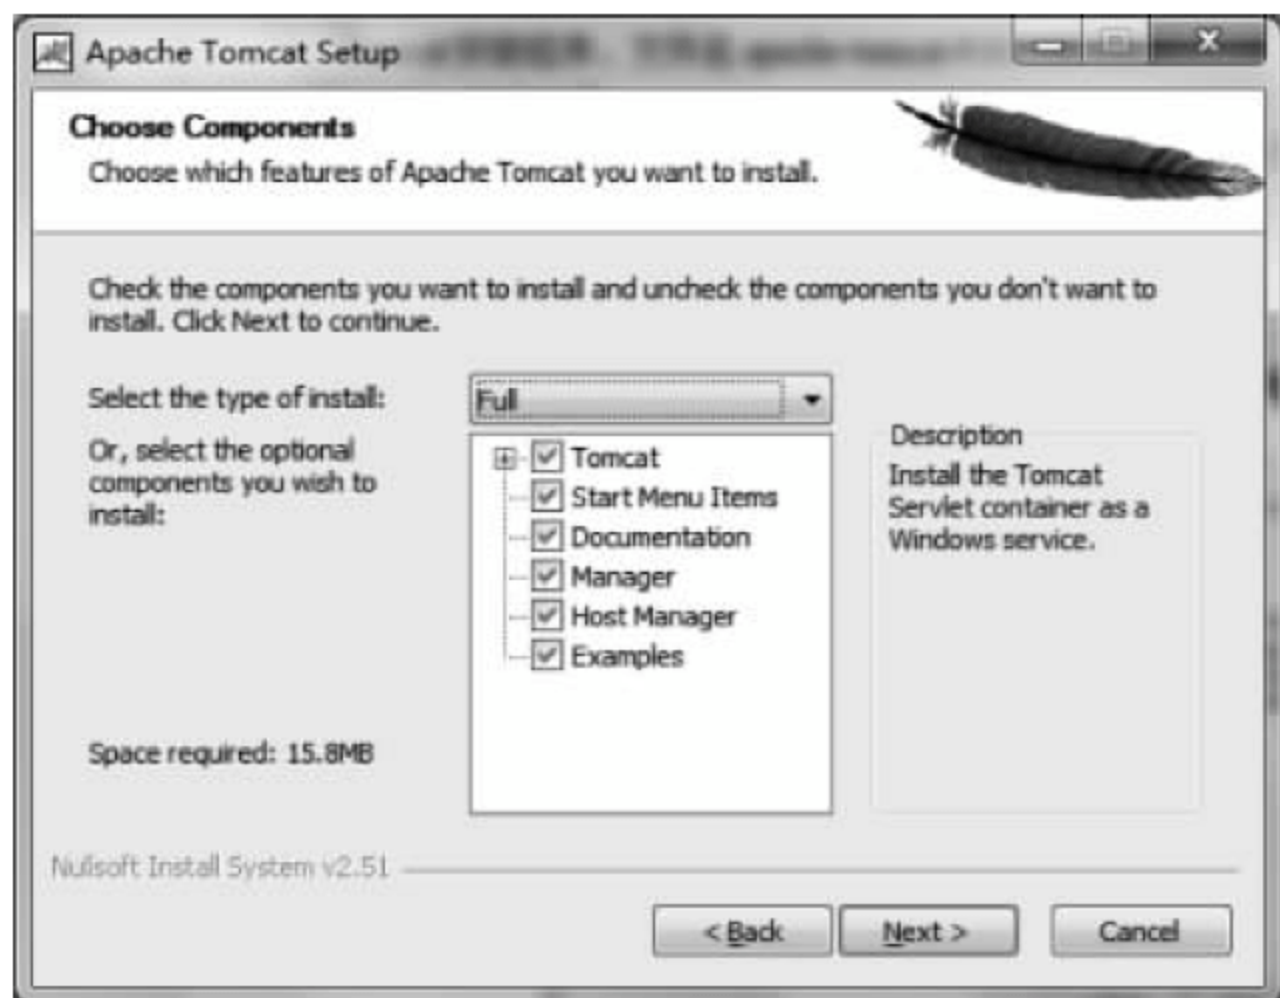 Apache Tomcat Setup
Choose Components
Choose which features of Apache Tomcat you want to install.
Check the components you want to install and uncheck the components you don't want to
install. Click Next to continue.
Select the type of install:
Full
Or, select the optional
components you wish to
install:
Tomcat
Start Menu Items
Documentation
Manager
Host Manager
Examples
Description
Install the Tomcat
Servlet container as a
Windows service.
Space required: 15.8MB
Nullsoft Install System v2.51
< Back
Next >
Cancel